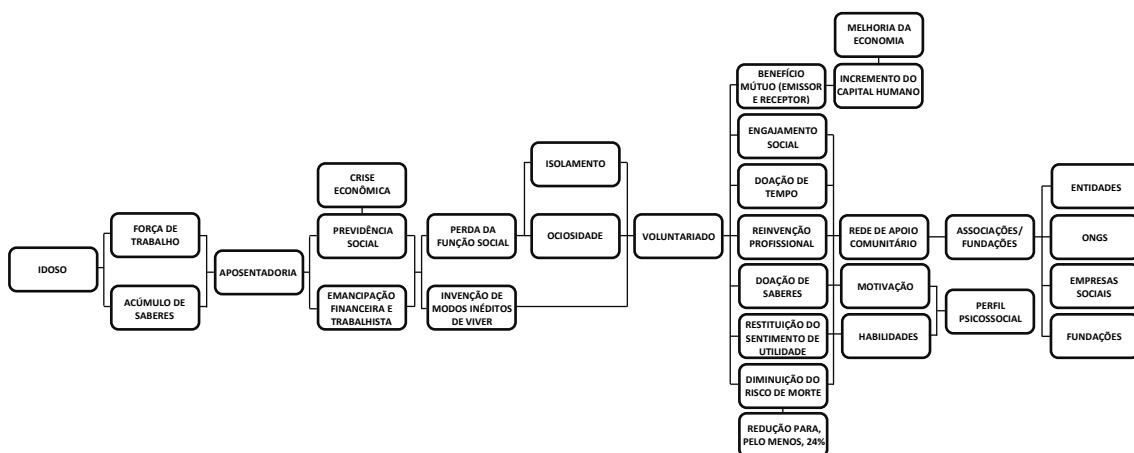 IDOSO
FORÇA DE
TRABALHO
ACÚMULO DE
SABERES
APOSENTADORIA
CRISE
ECONÔMICA
PREVIDÊNCIA
SOCIAL
EMANCIPAÇÃO
FINANCEIRA E
TRABALHISTA
PERDA DA
FUNÇÃO SOCIAL
INVENÇÃO DE
MODOS INÉDITOS
DE VIVER
ISOLAMENTO
OCIOSIDADE
VOLUNTARIADO
BENEFÍCIO
MÚTUO (EMISSOR
E RECEPTOR)
MELHORIA DA
ECONOMIA
INCREMENTO DO
CAPITAL HUMANO
ENGAJAMENTO
SOCIAL
DOAÇÃO DE
TEMPO
REINVENÇÃO
PROFISSIONAL
DOAÇÃO DE
SABERES
RESTITUIÇÃO DO
SENTIMENTO DE
UTILIDADE
DIMINUIÇÃO DO
RISCO DE MORTE
REDUÇÃO PARA,
PELO MENOS, 24%
REDE DE APOIO
COMUNITÁRIO
MOTIVAÇÃO
HABILIDADES
PERFIL
PSICOSSOCIAL
ASSOCIAÇÕES/
FUNDAÇÕES
ENTIDADES
ONGS
EMPRESAS
SOCIAIS
FUNDAÇÕES